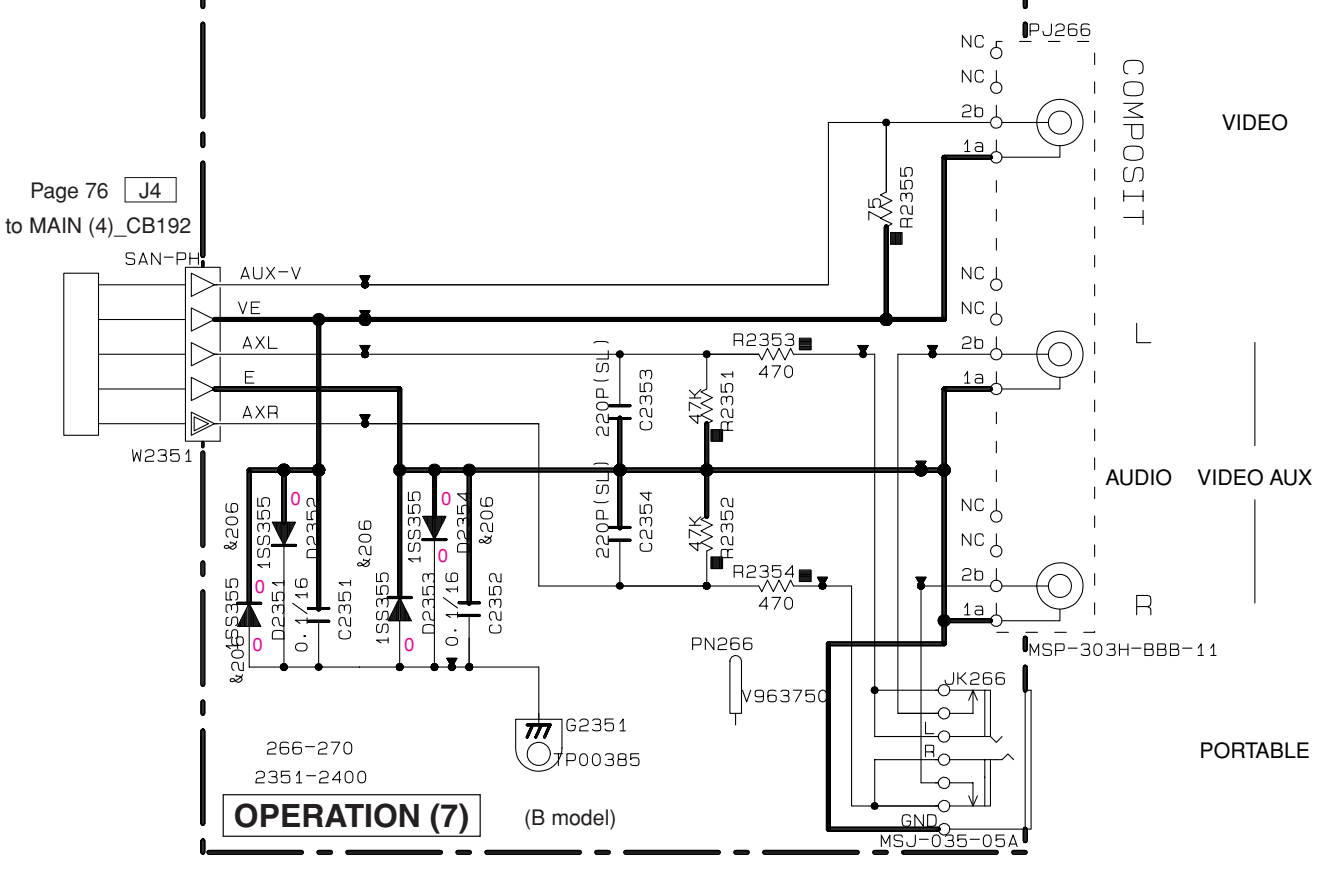 PJ266
NC
NC
2b
1a
COMPOSIT
VIDEO
75
R2355
Page 76 J4
to MAIN (4)_CB192
SAN-PH
AUX-V
VE
AXL
E
AXR
W2351
NC
NC
2b
1a
L
R2353
470
220P(SL)
C2353
47K
R2351
220P(SL)
C2354
47K
R2352
R2354
470
AUDIO
VIDEO AUX
NC
NC
2b
1a
R
MSP-303H-BBB-11
&206
1SS355
0
D2352
&206
1SS355
0
0
D2354
&206
1SS355
0
0
D2351
&206
0.1/16
C2351
1SS355
0
D2353
0.1/16
C2352
PN266
V963750
JK266
L
R
GND
MSJ-035-05A
PORTABLE
G2351
TP00385
266-270
2351-2400
OPERATION (7)
(B model)